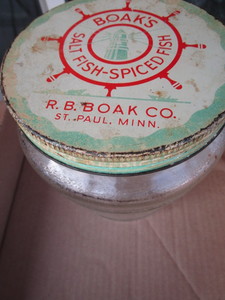 BOAK'S
SALT FISH-SPICED FISH
R.B. BOAK CO.
ST. PAUL. MINN.